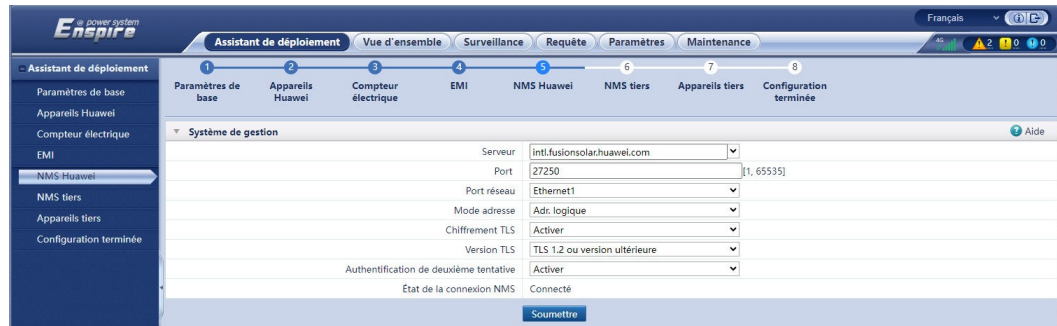 @ power system
Enspire
Français
Assistant de déploiement Vue d'ensemble Surveillance Requête Paramètres Maintenance
4G 2 0 0
Assistant de déploiement
Paramètres de base
Appareils Huawei
Compteur électrique
EMI
NMS Huawei
NMS tiers
Appareils tiers
Configuration terminée
1 2 3 4 5 6 7 8
Paramètres de base
Appareils Huawei
Compteur électrique
EMI
NMS Huawei
NMS tiers
Appareils tiers
Configuration terminée
Système de gestion
Aide
Serveur intl.fusionsolar.huawei.com
Port 27250 [1, 65535]
Port réseau Ethernet1
Mode adresse Adr. logique
Chiffrement TLS Activer
Version TLS TLS 1.2 ou version ultérieure
Authentification de deuxième tentative Activer
État de la connexion NMS Connecté
Soumettre